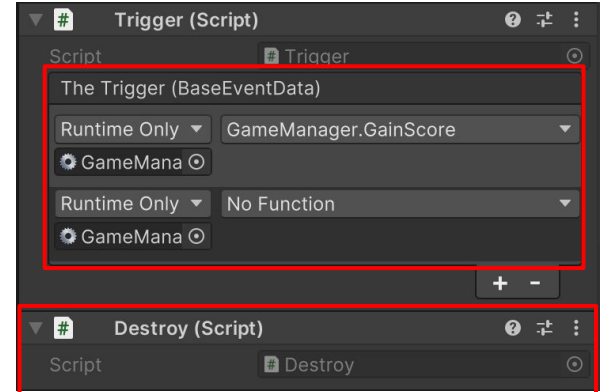 # Trigger (Script)
Script # Trigger
The Trigger (BaseEventData)
Runtime Only GameManager.GainScore
GameMana
Runtime Only No Function
GameMana
+ -
# Destroy (Script)
Script # Destroy